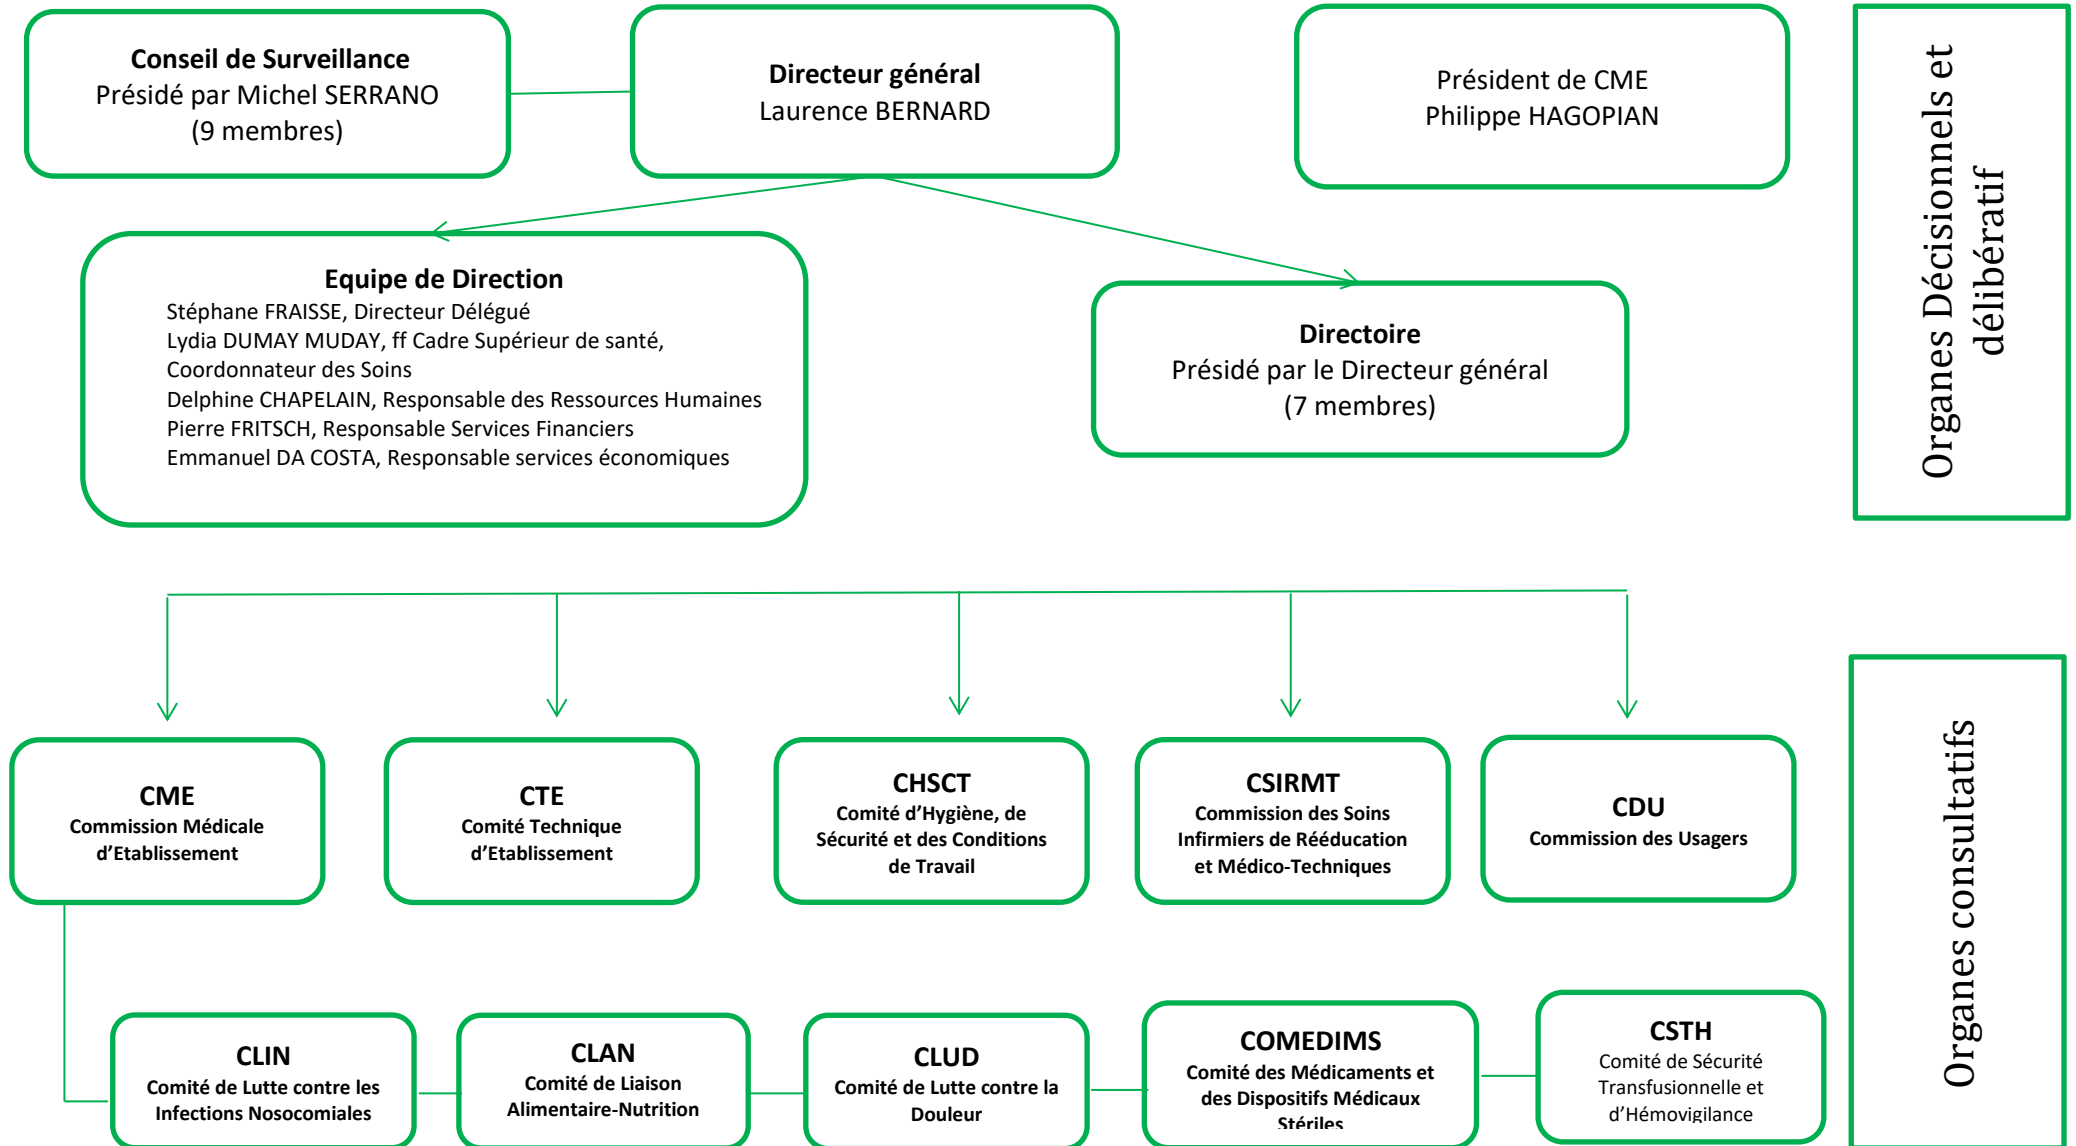 Conseil de Surveillance
Présidé par Michel SERRANO
(9 membres)
Directeur général
Laurence BERNARD
Président de CME
Philippe HAGOPIAN
Organes Décisionnels et
délibératif
Equipe de Direction
Stéphane FRAISSE, Directeur Délégué
Lydia DUMAY MUDAY, ff Cadre Supérieur de santé,
Coordonnateur des Soins
Delphine CHAPELAIN, Responsable des Ressources Humaines
Pierre FRITSCH, Responsable Services Financiers
Emmanuel DA COSTA, Responsable services économiques
Directoire
Présidé par le Directeur général
(7 membres)
CME
Commission Médicale
d’Etablissement
CTE
Comité Technique
d’Etablissement
CHSCT
Comité d’Hygiène, de
Sécurité et des Conditions
de Travail
CSIRMT
Commission des Soins
Infirmiers de Rééducation
et Médico-Techniques
CDU
Commission des Usagers
Organes consultatifs
CLIN
Comité de Lutte contre les
Infections Nosocomiales
CLAN
Comité de Liaison
Alimentaire-Nutrition
CLUD
Comité de Lutte contre la
Douleur
COMEDIMS
Comité des Médicaments et
des Dispositifs Médicaux
Stériles
CSTH
Comité de Sécurité
Transfusionnelle et
d’Hémovigilance